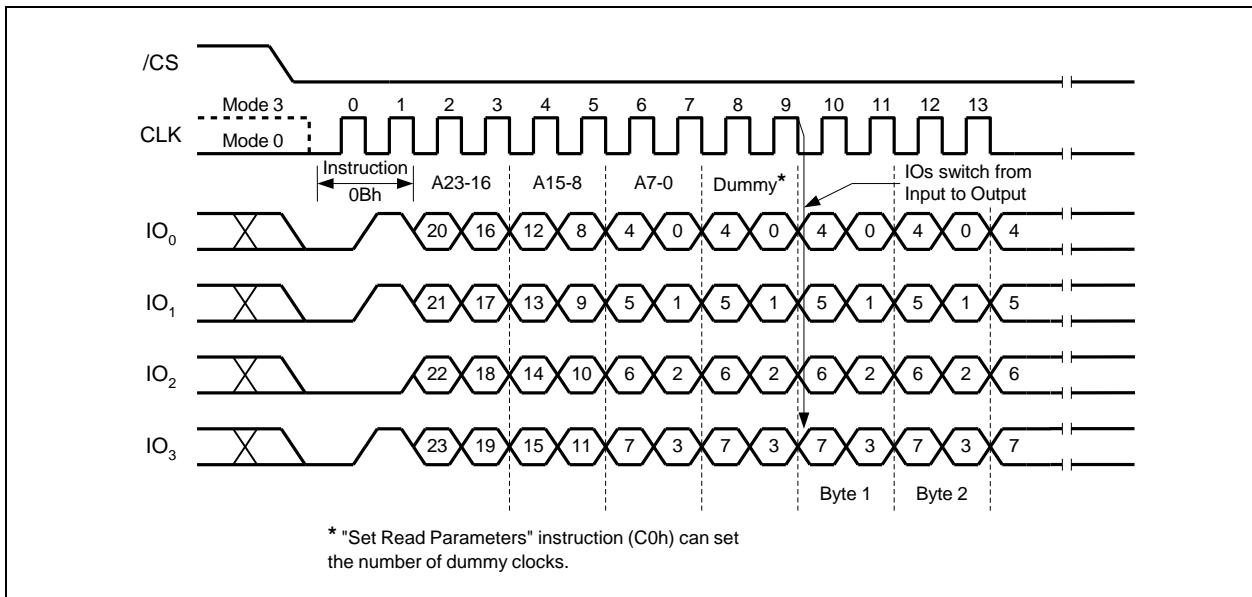 /CS
Mode 3 0 1 2 3 4 5 6 7 8 9 10 11 12 13
CLK Mode 0
Instruction
0Bh
A23-16 A15-8 A7-0 Dummy*
IOs switch from
Input to Output
IO0 20 16 12 8 4 0 4 0 4 0 4 0 4
IO1 21 17 13 9 5 1 5 1 5 1 5 1 5
IO2 22 18 14 10 6 2 6 2 6 2 6 2 6
IO3 23 19 15 11 7 3 7 3 7 3 7 3 7
Byte 1 Byte 2
* "Set Read Parameters" instruction (C0h) can set
the number of dummy clocks.